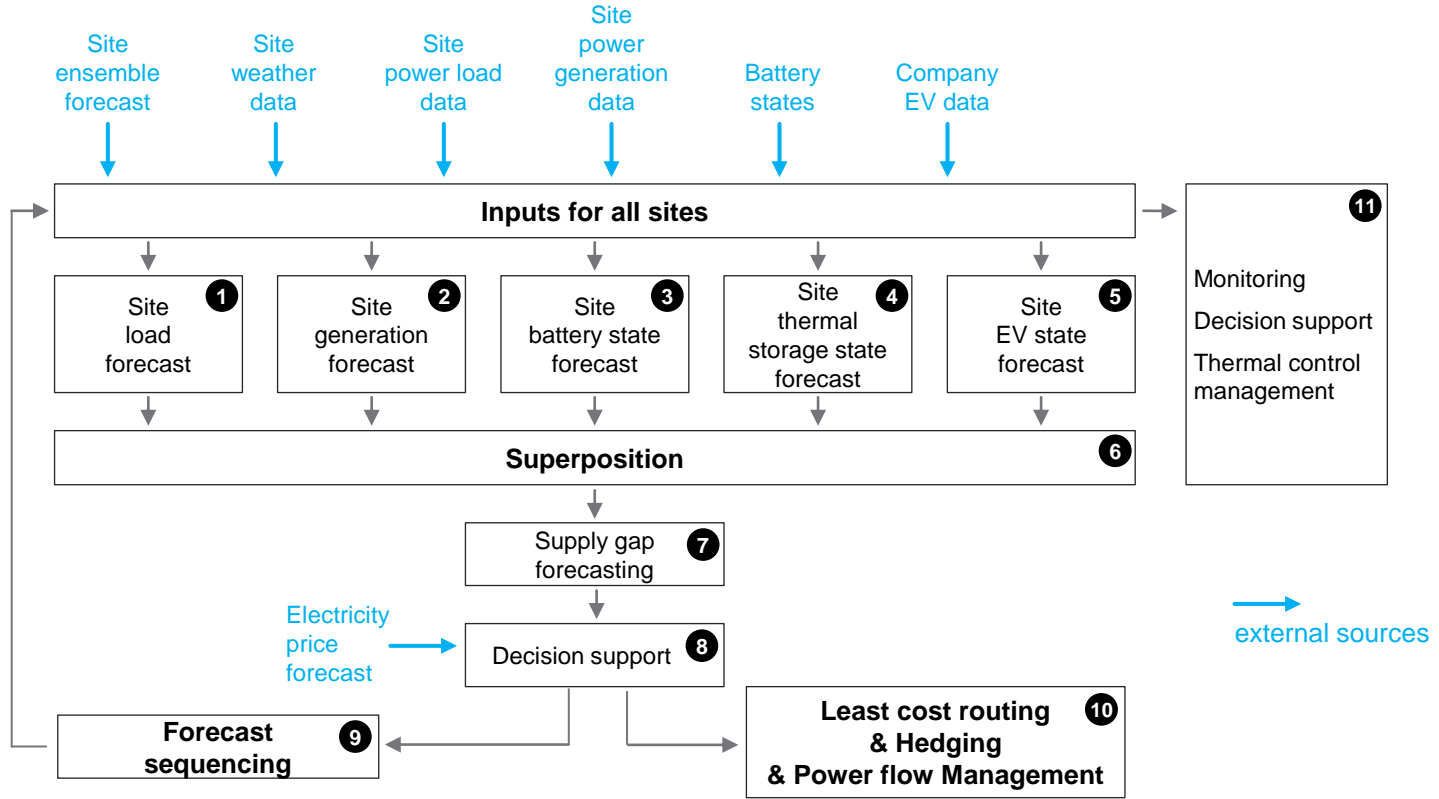 Site
ensemble
forecast
Site
weather
data
Site
power load
data
Site
power
generation
data
Battery
states
Company
EV data
Inputs for all sites
11
Monitoring
Decision support
Thermal control
management
1
Site
load
forecast
2
Site
generation
forecast
3
Site
battery state
forecast
4
Site
thermal
storage state
forecast
5
Site
EV state
forecast
Superposition
6
Supply gap
forecasting
7
Electricity
price
forecast
Decision support
8
external sources
Forecast
sequencing
9
Least cost routing
& Hedging
& Power flow Management
10